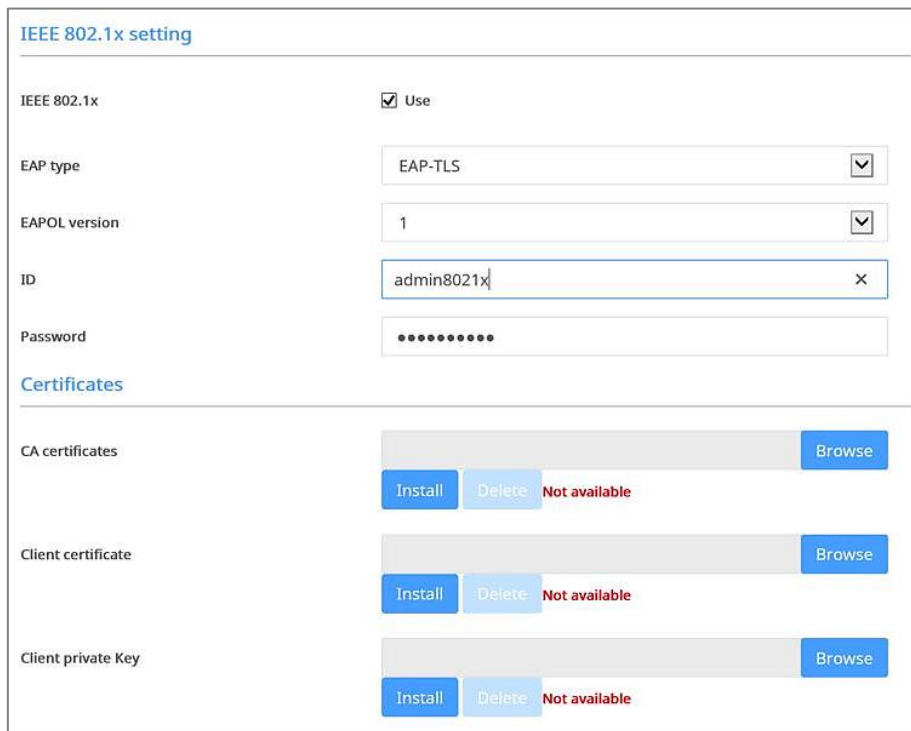 IEEE 802.1x setting
IEEE 802.1x Use
EAP type EAP-TLS
EAPOL version 1
ID admin8021x
Password ●●●●●●●●●●
Certificates
CA certificates Browse
Install Delete Not available
Client certificate Browse
Install Delete Not available
Client private Key Browse
Install Delete Not available